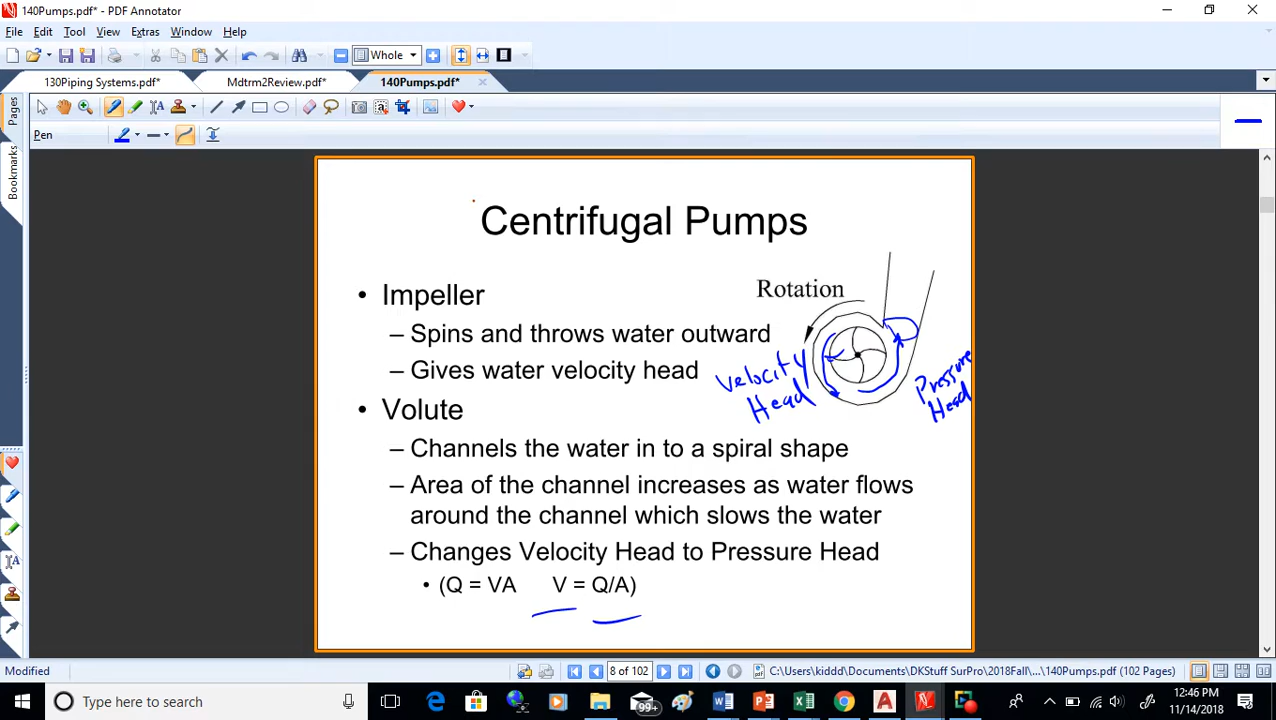 140Pumps.pdf* - PDF Annotator
File Edit Tool View Extras Window Help
Whole
130Piping Systems.pdf* Mdtrm2Review.pdf* 140Pumps.pdf*
Pen
Pages
Bookmarks
Centrifugal Pumps
• Impeller
Rotation
– Spins and throws water outward
– Gives water velocity head
Velocity
Head
Pressure
Head
• Volute
– Channels the water in to a spiral shape
– Area of the channel increases as water flows
around the channel which slows the water
– Changes Velocity Head to Pressure Head
• (Q = VA V = Q/A)
Modified
8 of 102
C:\Users\kiddd\Documents\DKStuff SurPro\2018Fall\...\140Pumps.pdf (102 Pages)
Type here to search
99+
12:46 PM
11/14/2018